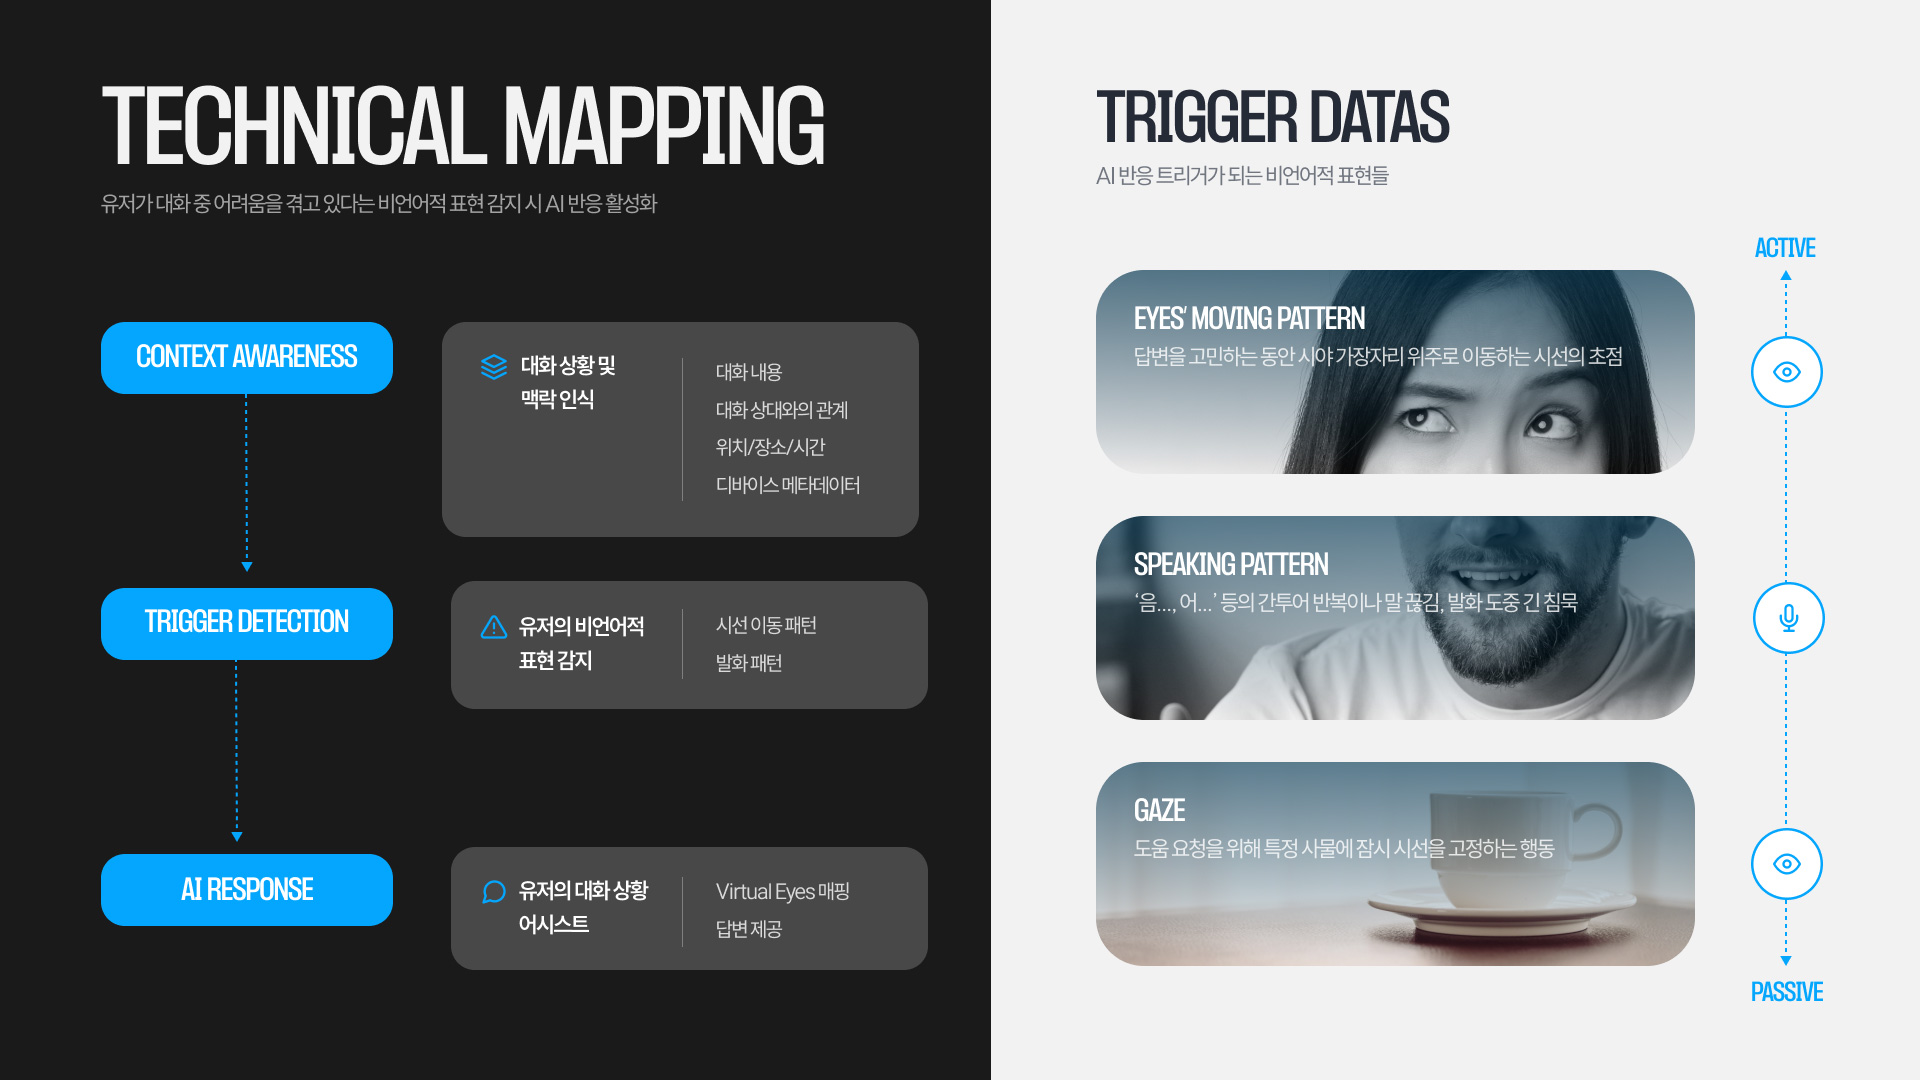 TECHNICAL MAPPING
유저가 대화 중 어려움을 겪고 있다는 비언어적 표현 감지 시 AI 반응 활성화
CONTEXT AWARENESS
대화 상황 및
맥락 인식
대화 내용
대화 상대와의 관계
위치/장소/시간
디바이스 메타데이터
TRIGGER DETECTION
유저의 비언어적
표현 감지
시선 이동 패턴
발화 패턴
AI RESPONSE
유저의 대화 상황
어시스트
Virtual Eyes 매핑
답변 제공
TRIGGER DATAS
AI 반응 트리거가 되는 비언어적 표현들
ACTIVE
EYES' MOVING PATTERN
답변을 고민하는 동안 시야 가장자리 위주로 이동하는 시선의 초점
SPEAKING PATTERN
‘음..., 어...’ 등의 간투어 반복이나 말 끊김, 발화 도중 긴 침묵
GAZE
도움 요청을 위해 특정 사물에 잠시 시선을 고정하는 행동
PASSIVE